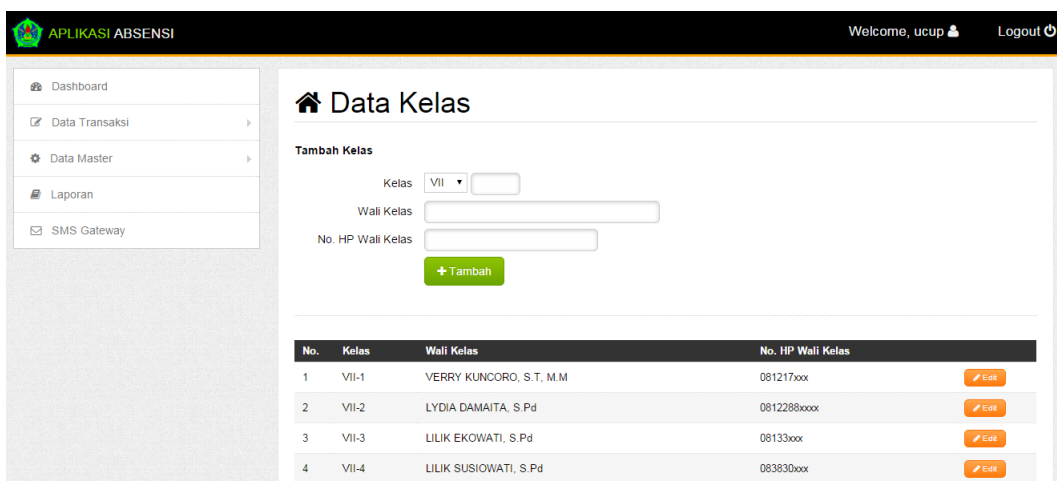 APLIKASI ABSENSI
Welcome, ucup
Logout
Dashboard
Data Transaksi
Data Master
Laporan
SMS Gateway
Data Kelas
Tambah Kelas
Kelas VII
Wali Kelas
No. HP Wali Kelas
Tambah
No. Kelas Wali Kelas No. HP Wali Kelas
1 VII-1 VERRY KUNCORO, S.T, M.M 081217xxx Edit
2 VII-2 LYDIA DAMAITA, S.Pd 0812288xxxx Edit
3 VII-3 LILIK EKOWATI, S.Pd 08133xxx Edit
4 VII-4 LILIK SUSIOWATI, S.Pd 083830xxx Edit